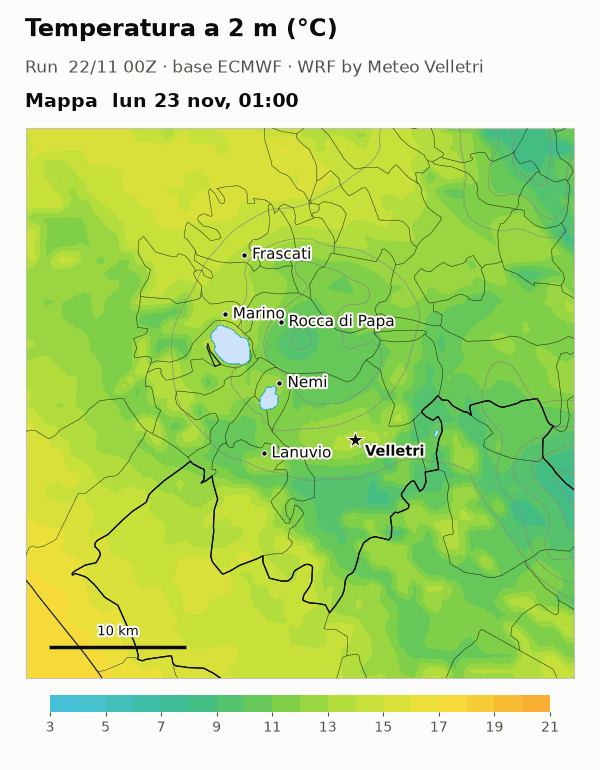 Temperatura a 2 m (°C)
Run 22/11 00Z · base ECMWF · WRF by Meteo Velletri
Mappa lun 23 nov, 01:00
Frascati
Marino
Rocca di Papa
Nemi
Velletri
Lanuvio
10 km
3 5 7 9 11 13 15 17 19 21